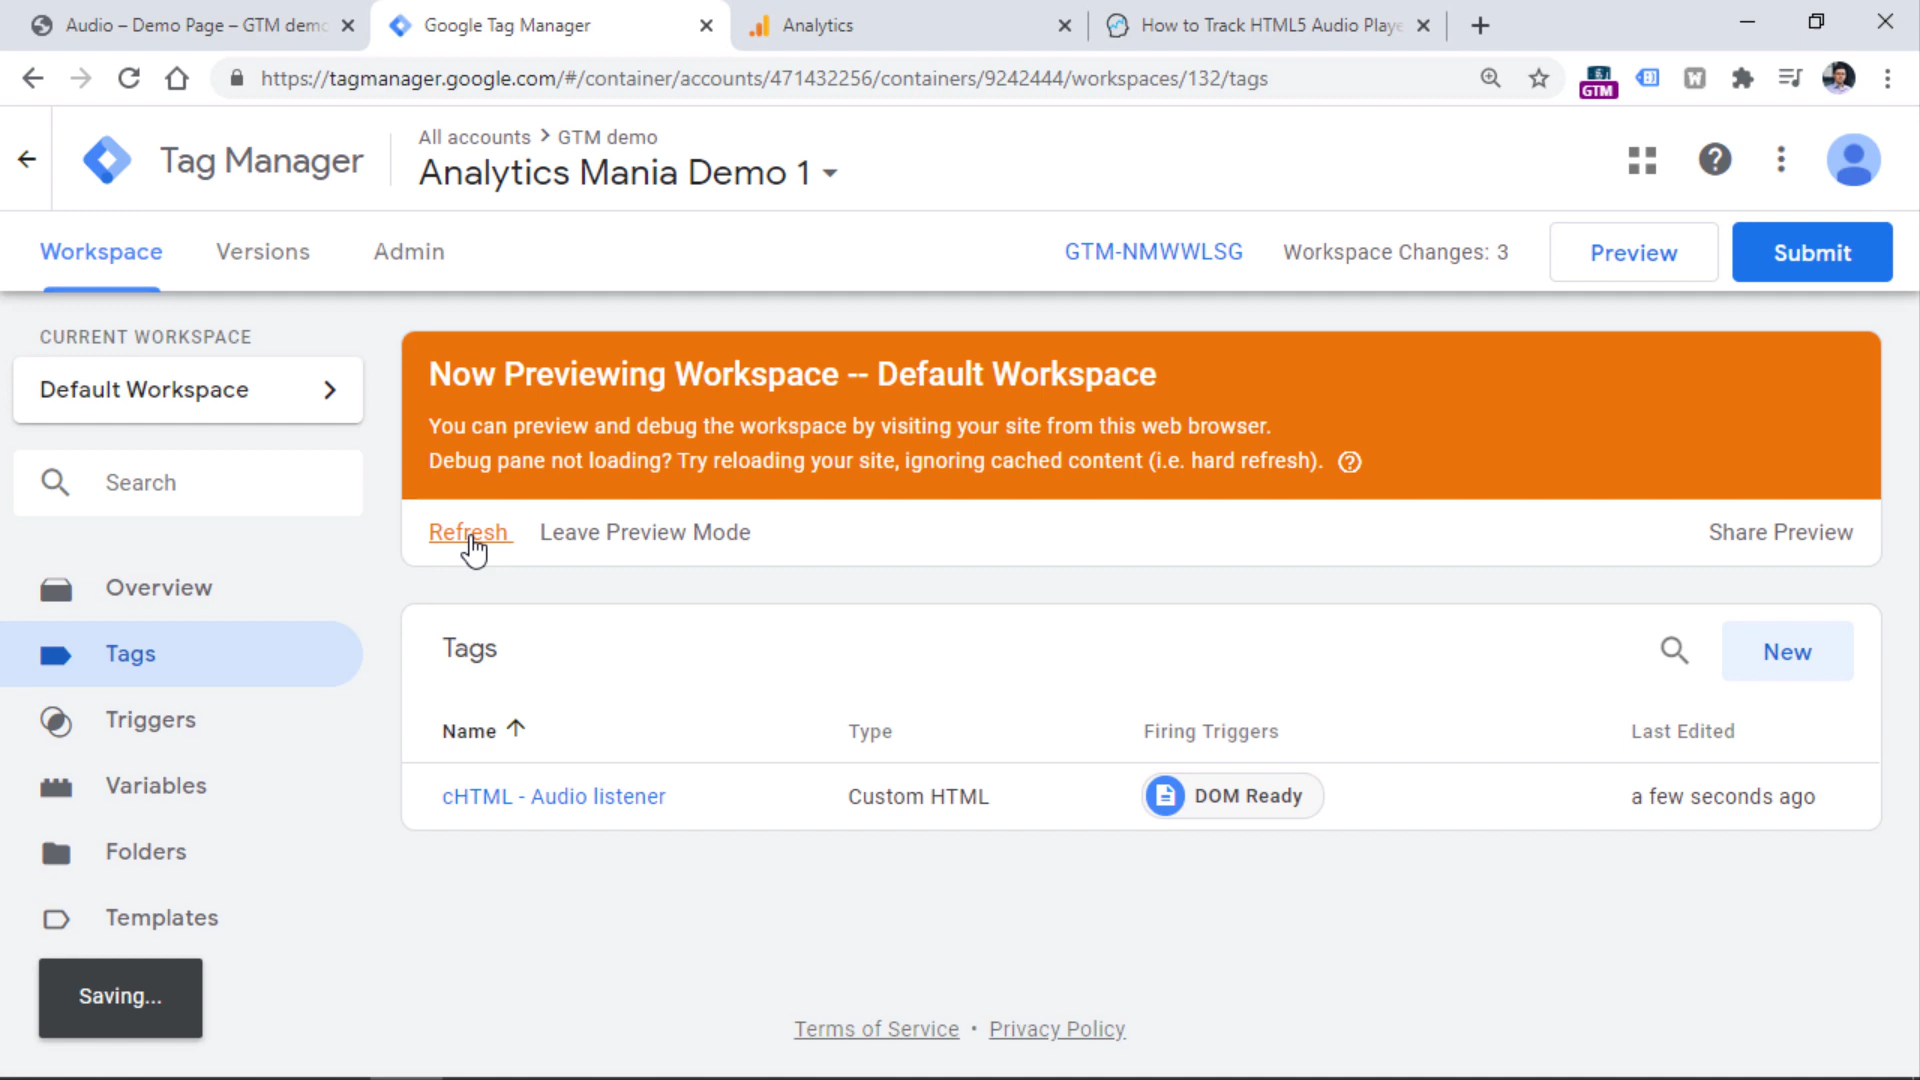 Audio – Demo Page – GTM demo
Google Tag Manager
Analytics
How to Track HTML5 Audio Playe
https://tagmanager.google.com/#/container/accounts/471432256/containers/9242444/workspaces/132/tags
GTM
W
Tag Manager
All accounts > GTM demo
Analytics Mania Demo 1
Workspace
Versions
Admin
GTM-NMWWLSG
Workspace Changes: 3
Preview
Submit
CURRENT WORKSPACE
Default Workspace
Search
Overview
Tags
Triggers
Variables
Folders
Templates
Saving...
Now Previewing Workspace -- Default Workspace
You can preview and debug the workspace by visiting your site from this web browser.
Debug pane not loading? Try reloading your site, ignoring cached content (i.e. hard refresh).
Refresh
Leave Preview Mode
Share Preview
Tags
New
Name
Type
Firing Triggers
Last Edited
cHTML - Audio listener
Custom HTML
DOM Ready
a few seconds ago
Terms of Service • Privacy Policy